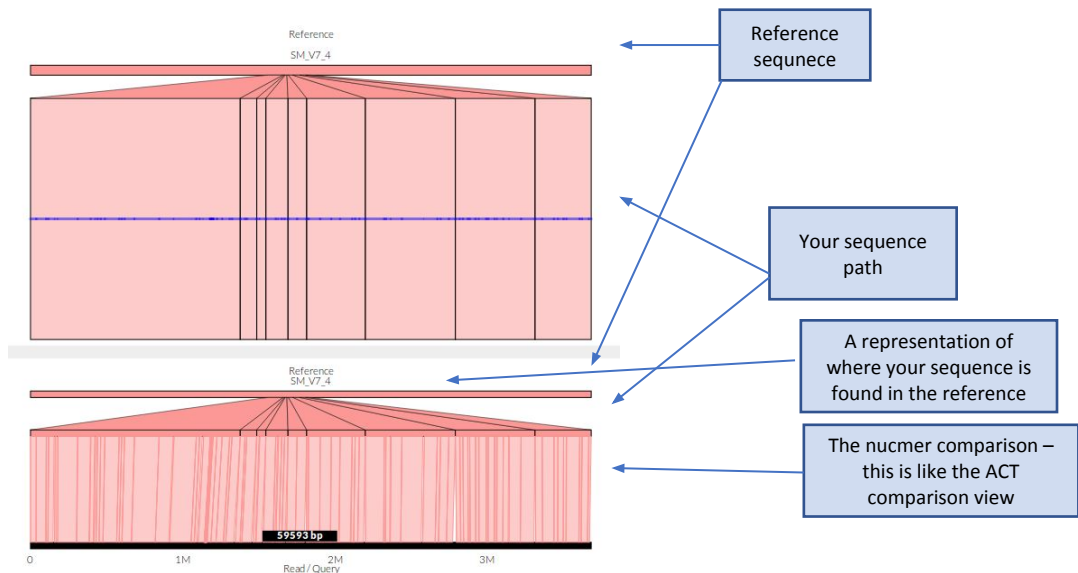 Reference
SM_V7_4
Reference
sequnece
Your sequence
path
Reference
SM_V7_4
A representation of
where your sequence is
found in the reference
The nucmer comparison –
this is like the ACT
comparison view
59593 bp
0
1M
2M
3M
Read / Query